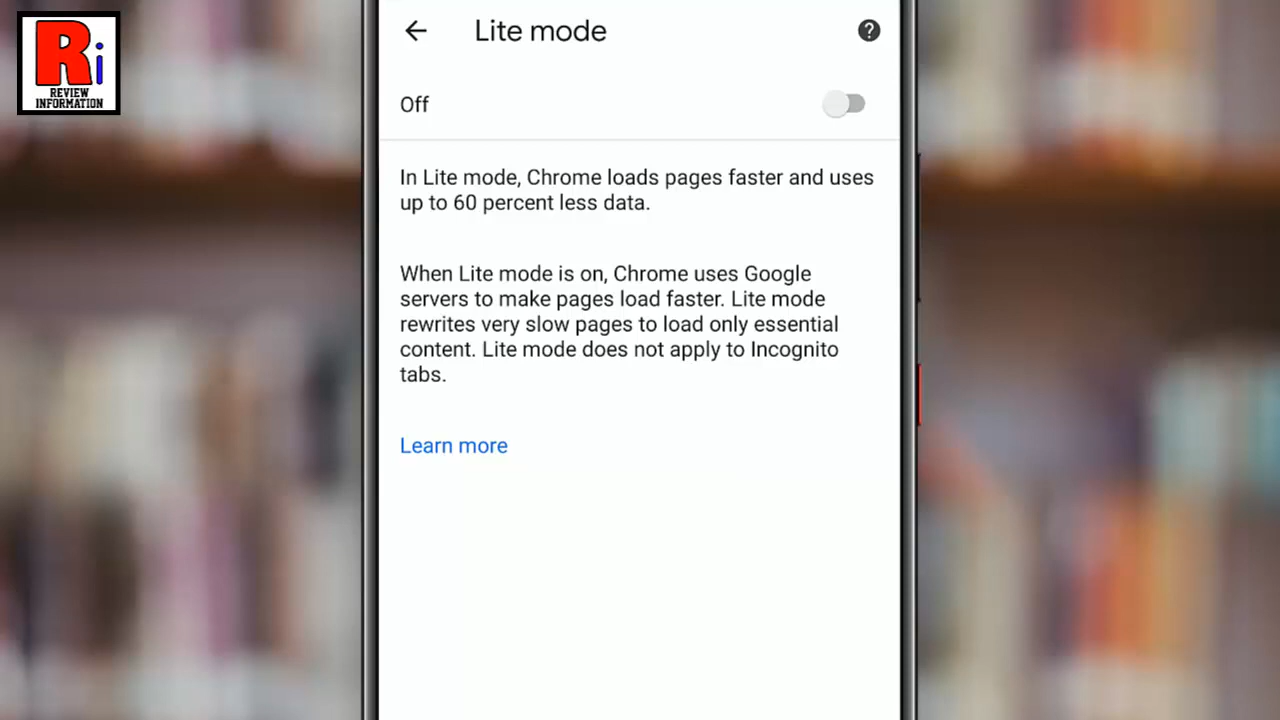 Ri
REVIEW
INFORMATION
Lite mode
Off
In Lite mode, Chrome loads pages faster and uses
up to 60 percent less data.
When Lite mode is on, Chrome uses Google
servers to make pages load faster. Lite mode
rewrites very slow pages to load only essential
content. Lite mode does not apply to Incognito
tabs.
Learn more